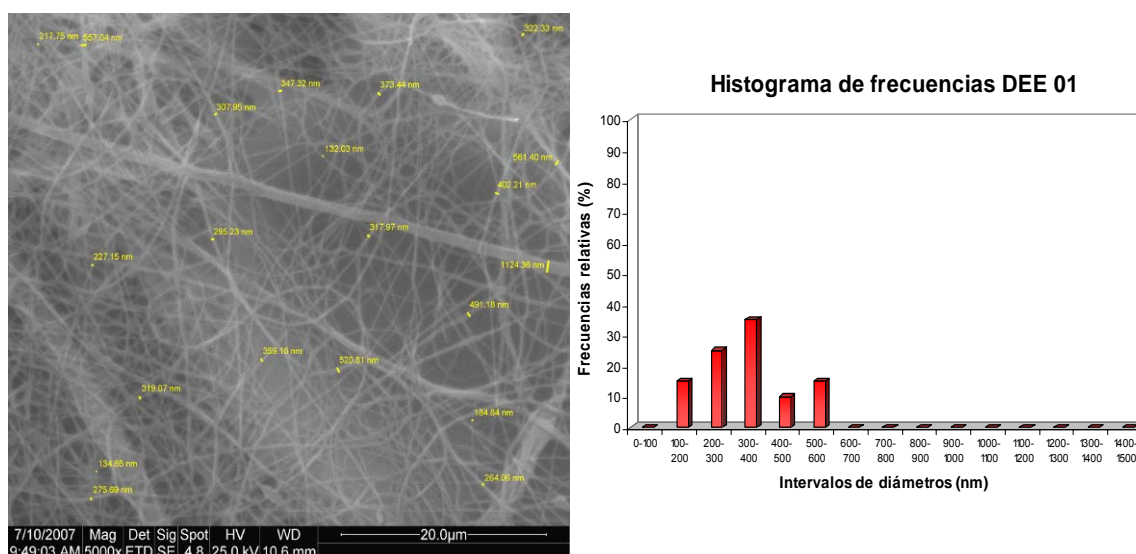 322.33 nm
217.75 nm 557.04 nm
347.32 nm 373.44 nm
307.95 nm
132.03 nm
561.40 nm
402.21 nm
295.23 nm 317.97 nm
227.15 nm
1124.36 nm
491.18 nm
359.16 nm
520.81 nm
319.07 nm
184.84 nm
134.65 nm
264.06 nm
275.69 nm
7/10/2007 Mag Det Sig Spot HV WD 20.0µm
9:49:03 AM 5000x ETD SE 4.8 25.0 kV 10.6 mm
Histograma de frecuencias DEE 01
Frecuencias relativas (%)
100
90
80
70
60
50
40
30
20
10
0
0-100 100-200 200-300 300-400 400-500 500-600 600-700 700-800 800-900 900-1000 1000-1100 1100-1200 1200-1300 1300-1400 1400-1500
Intervalos de diámetros (nm)